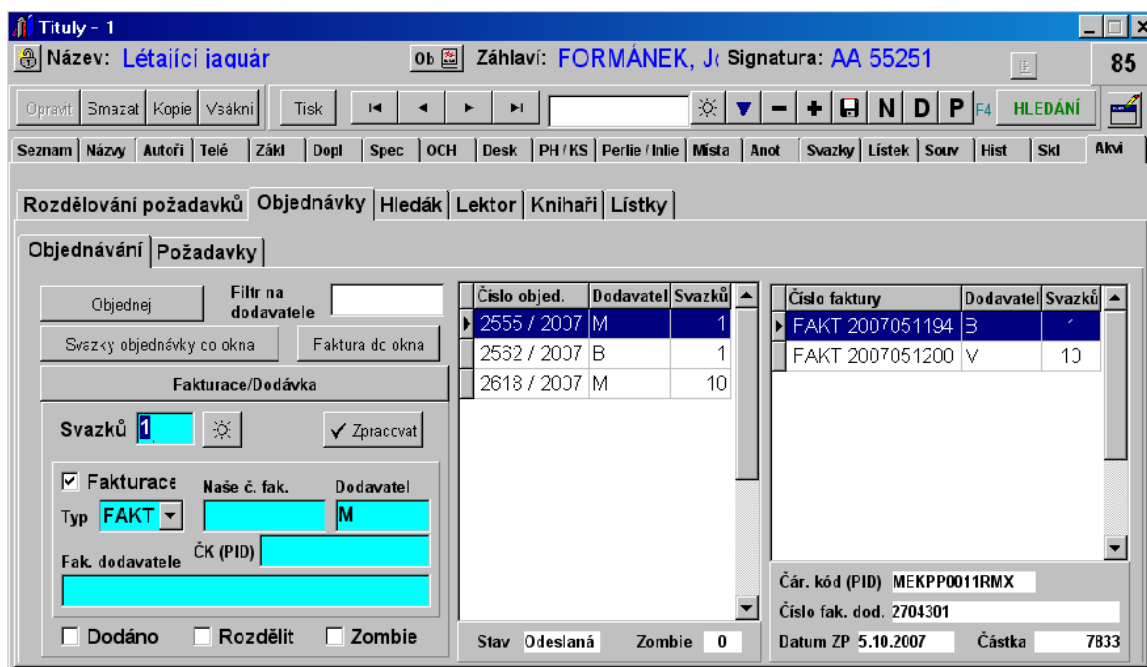 Tituly - 1
Název: Létající jaguár Ob Záhlaví: FORMÁNEK, J Signatura: AA 55251 85
Opravit Smazat Kopie Vsákni Tisk N D P F4 HLEDÁNÍ
Seznam Názvy Autoři Telé Zákl Dopl Spec OCH Desk PH / KS Perlie / Inlie Místa Anot Svazky Lístek Souv Hist Skl Akvi
Rozdělování požadavků Objednávky Hledák Lektor Knihaři Lístky
Objednávání Požadavky
Objednej Filtr na dodavatele
Svazky objednávky do okna Faktura do okna
Fakturace/Dodávka
Svazků 1 Zpracovat
Fakturace Naše č. fak. Dodavatel
Typ FAKT M
ČK (PID)
Fak. dodavatele
Dodáno Rozdělit Zombie
Číslo objed. Dodavatel Svazků
2555 / 2007 M 1
2562 / 2007 B 1
2618 / 2007 M 10
Stav Odeslaná Zombie 0
Číslo faktury Dodavatel Svazků
FAKT 2007051194 B 1
FAKT 2007051200 V 10
Čár. kód (PID) MEKPP0011RMX
Číslo fak. dod. 2704301
Datum ZP 5.10.2007 Částka 7833